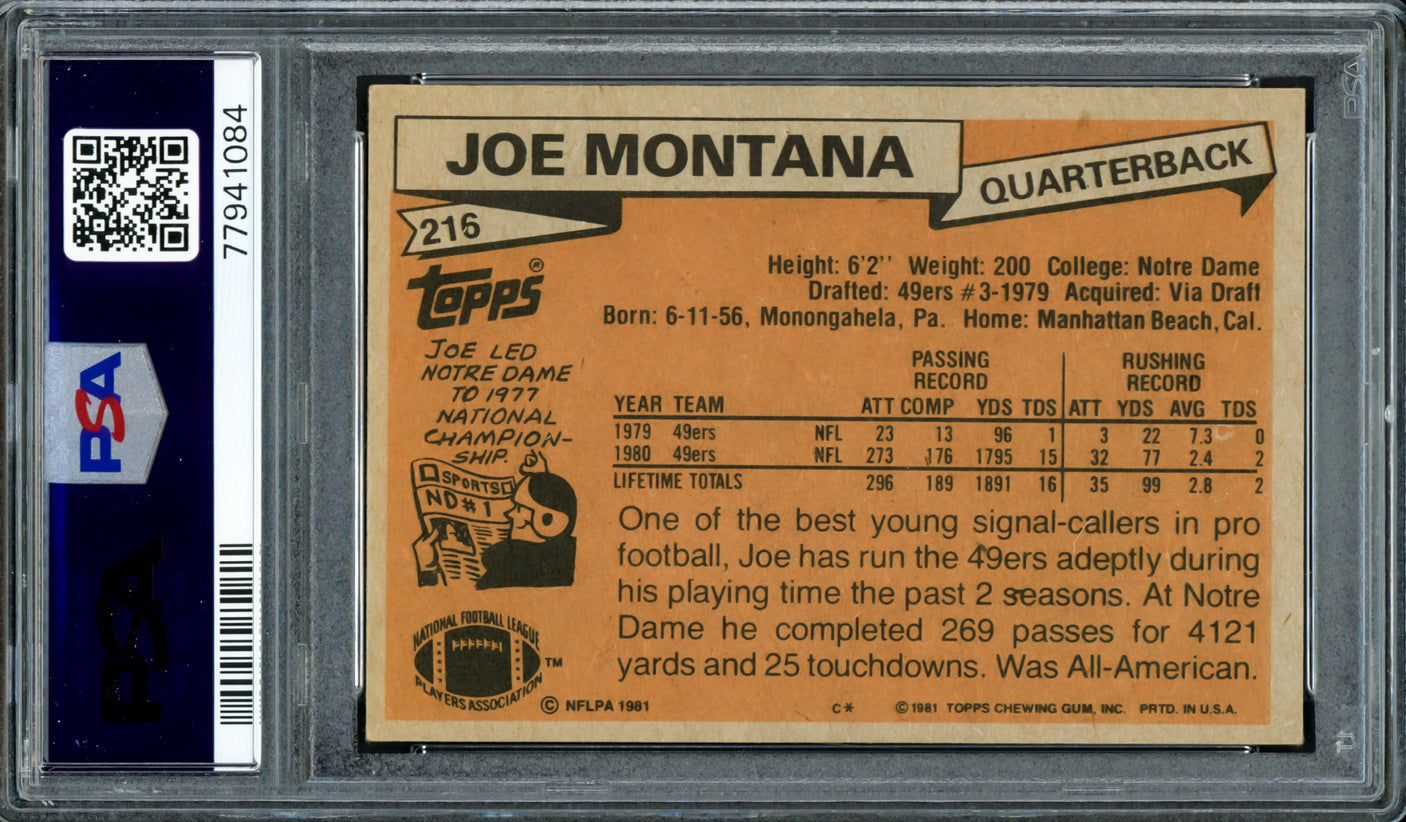 77941084
PSA
PSA
PSA
JOE MONTANA
QUARTERBACK
216
TOPPS®
Height: 6'2'' Weight: 200 College: Notre Dame
Drafted: 49ers #3-1979 Acquired: Via Draft
Born: 6-11-56, Monongahela, Pa. Home: Manhattan Beach, Cal.
JOE LED
NOTRE DAME
TO 1977
NATIONAL
CHAMPION-
SHIP.
SPORTS
ND #1
PASSING RUSHING
RECORD RECORD
YEAR TEAM ATT COMP YDS TDS ATT YDS AVG TDS
1979 49ers NFL 23 13 96 1 3 22 7.3 0
1980 49ers NFL 273 176 1795 15 32 77 2.4 2
LIFETIME TOTALS 296 189 1891 16 35 99 2.8 2
One of the best young signal-callers in pro
football, Joe has run the 49ers adeptly during
his playing time the past 2 seasons. At Notre
Dame he completed 269 passes for 4121
yards and 25 touchdowns. Was All-American.
NATIONAL FOOTBALL LEAGUE
PLAYERS ASSOCIATION
TM
© NFLPA 1981
C* © 1981 TOPPS CHEWING GUM, INC. PRTD. IN U.S.A.